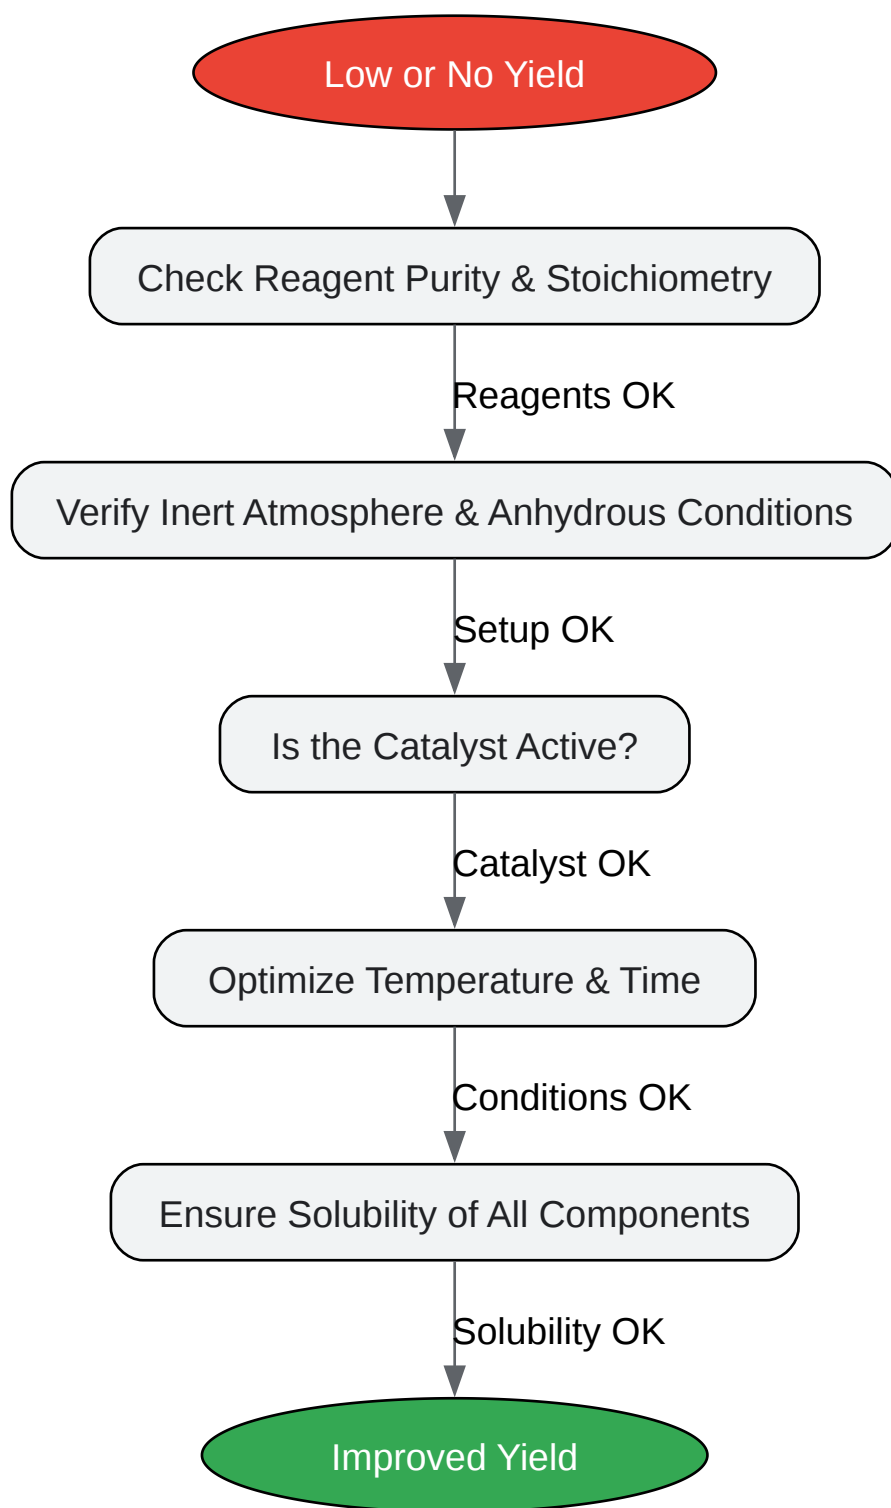 Low or No Yield
Check Reagent Purity & Stoichiometry
Reagents OK
Verify Inert Atmosphere & Anhydrous Conditions
Setup OK
Is the Catalyst Active?
Catalyst OK
Optimize Temperature & Time
Conditions OK
Ensure Solubility of All Components
Solubility OK
Improved Yield